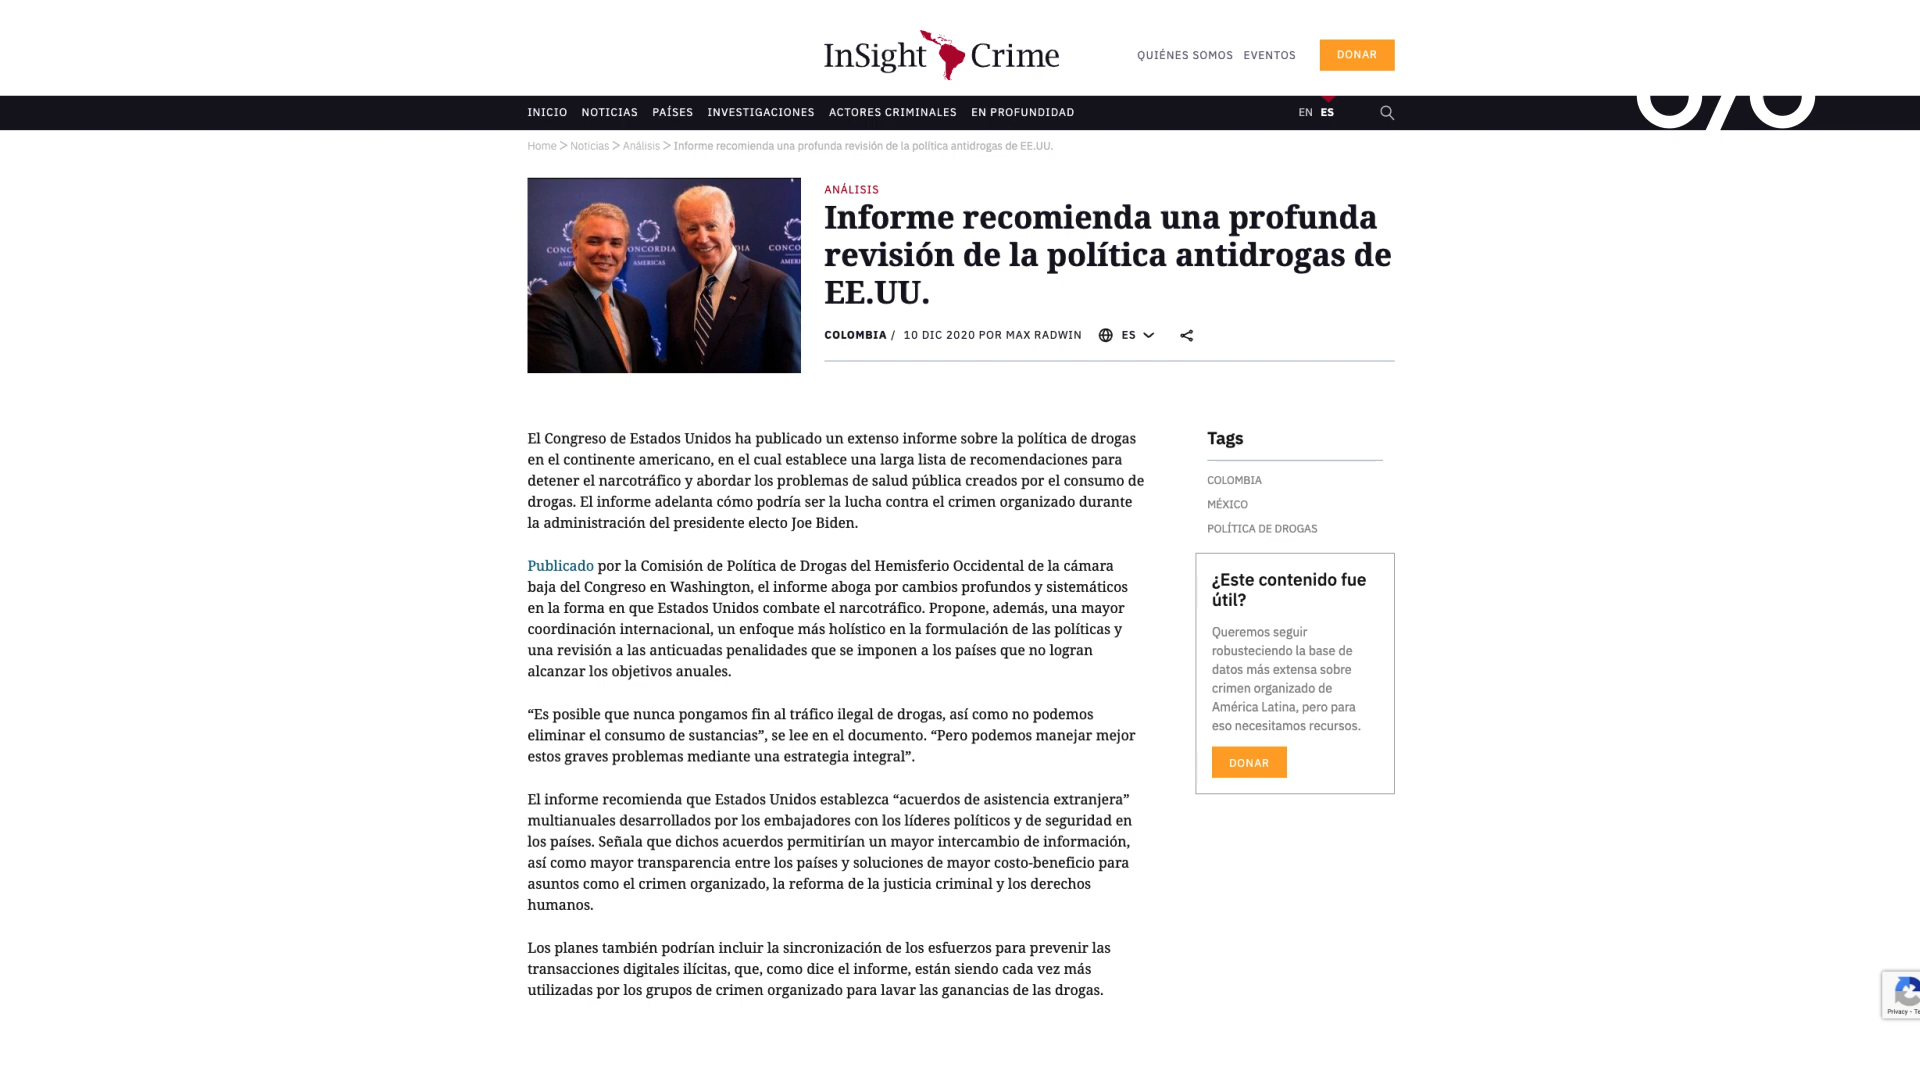 InSight Crime
QUIÉNES SOMOS EVENTOS DONAR
INICIO NOTICIAS PAÍSES INVESTIGACIONES ACTORES CRIMINALES EN PROFUNDIDAD EN ES
Home > Noticias > Análisis > Informe recomienda una profunda revisión de la política antidrogas de EE.UU.
ANÁLISIS
Informe recomienda una profunda
revisión de la política antidrogas de
EE.UU.
COLOMBIA / 10 DIC 2020 POR MAX RADWIN ES
CONCORDIA
AMERICAS
El Congreso de Estados Unidos ha publicado un extenso informe sobre la política de drogas
en el continente americano, en el cual establece una larga lista de recomendaciones para
detener el narcotráfico y abordar los problemas de salud pública creados por el consumo de
drogas. El informe adelanta cómo podría ser la lucha contra el crimen organizado durante
la administración del presidente electo Joe Biden.
Publicado por la Comisión de Política de Drogas del Hemisferio Occidental de la cámara
baja del Congreso en Washington, el informe aboga por cambios profundos y sistemáticos
en la forma en que Estados Unidos combate el narcotráfico. Propone, además, una mayor
coordinación internacional, un enfoque más holístico en la formulación de las políticas y
una revisión a las anticuadas penalidades que se imponen a los países que no logran
alcanzar los objetivos anuales.
“Es posible que nunca pongamos fin al tráfico ilegal de drogas, así como no podemos
eliminar el consumo de sustancias”, se lee en el documento. “Pero podemos manejar mejor
estos graves problemas mediante una estrategia integral”.
El informe recomienda que Estados Unidos establezca “acuerdos de asistencia extranjera”
multianuales desarrollados por los embajadores con los líderes políticos y de seguridad en
los países. Señala que dichos acuerdos permitirían un mayor intercambio de información,
así como mayor transparencia entre los países y soluciones de mayor costo-beneficio para
asuntos como el crimen organizado, la reforma de la justicia criminal y los derechos
humanos.
Los planes también podrían incluir la sincronización de los esfuerzos para prevenir las
transacciones digitales ilícitas, que, como dice el informe, están siendo cada vez más
utilizadas por los grupos de crimen organizado para lavar las ganancias de las drogas.
Tags
COLOMBIA
MÉXICO
POLÍTICA DE DROGAS
¿Este contenido fue
útil?
Queremos seguir
robusteciendo la base de
datos más extensa sobre
crimen organizado de
América Latina, pero para
eso necesitamos recursos.
DONAR
Privacy -